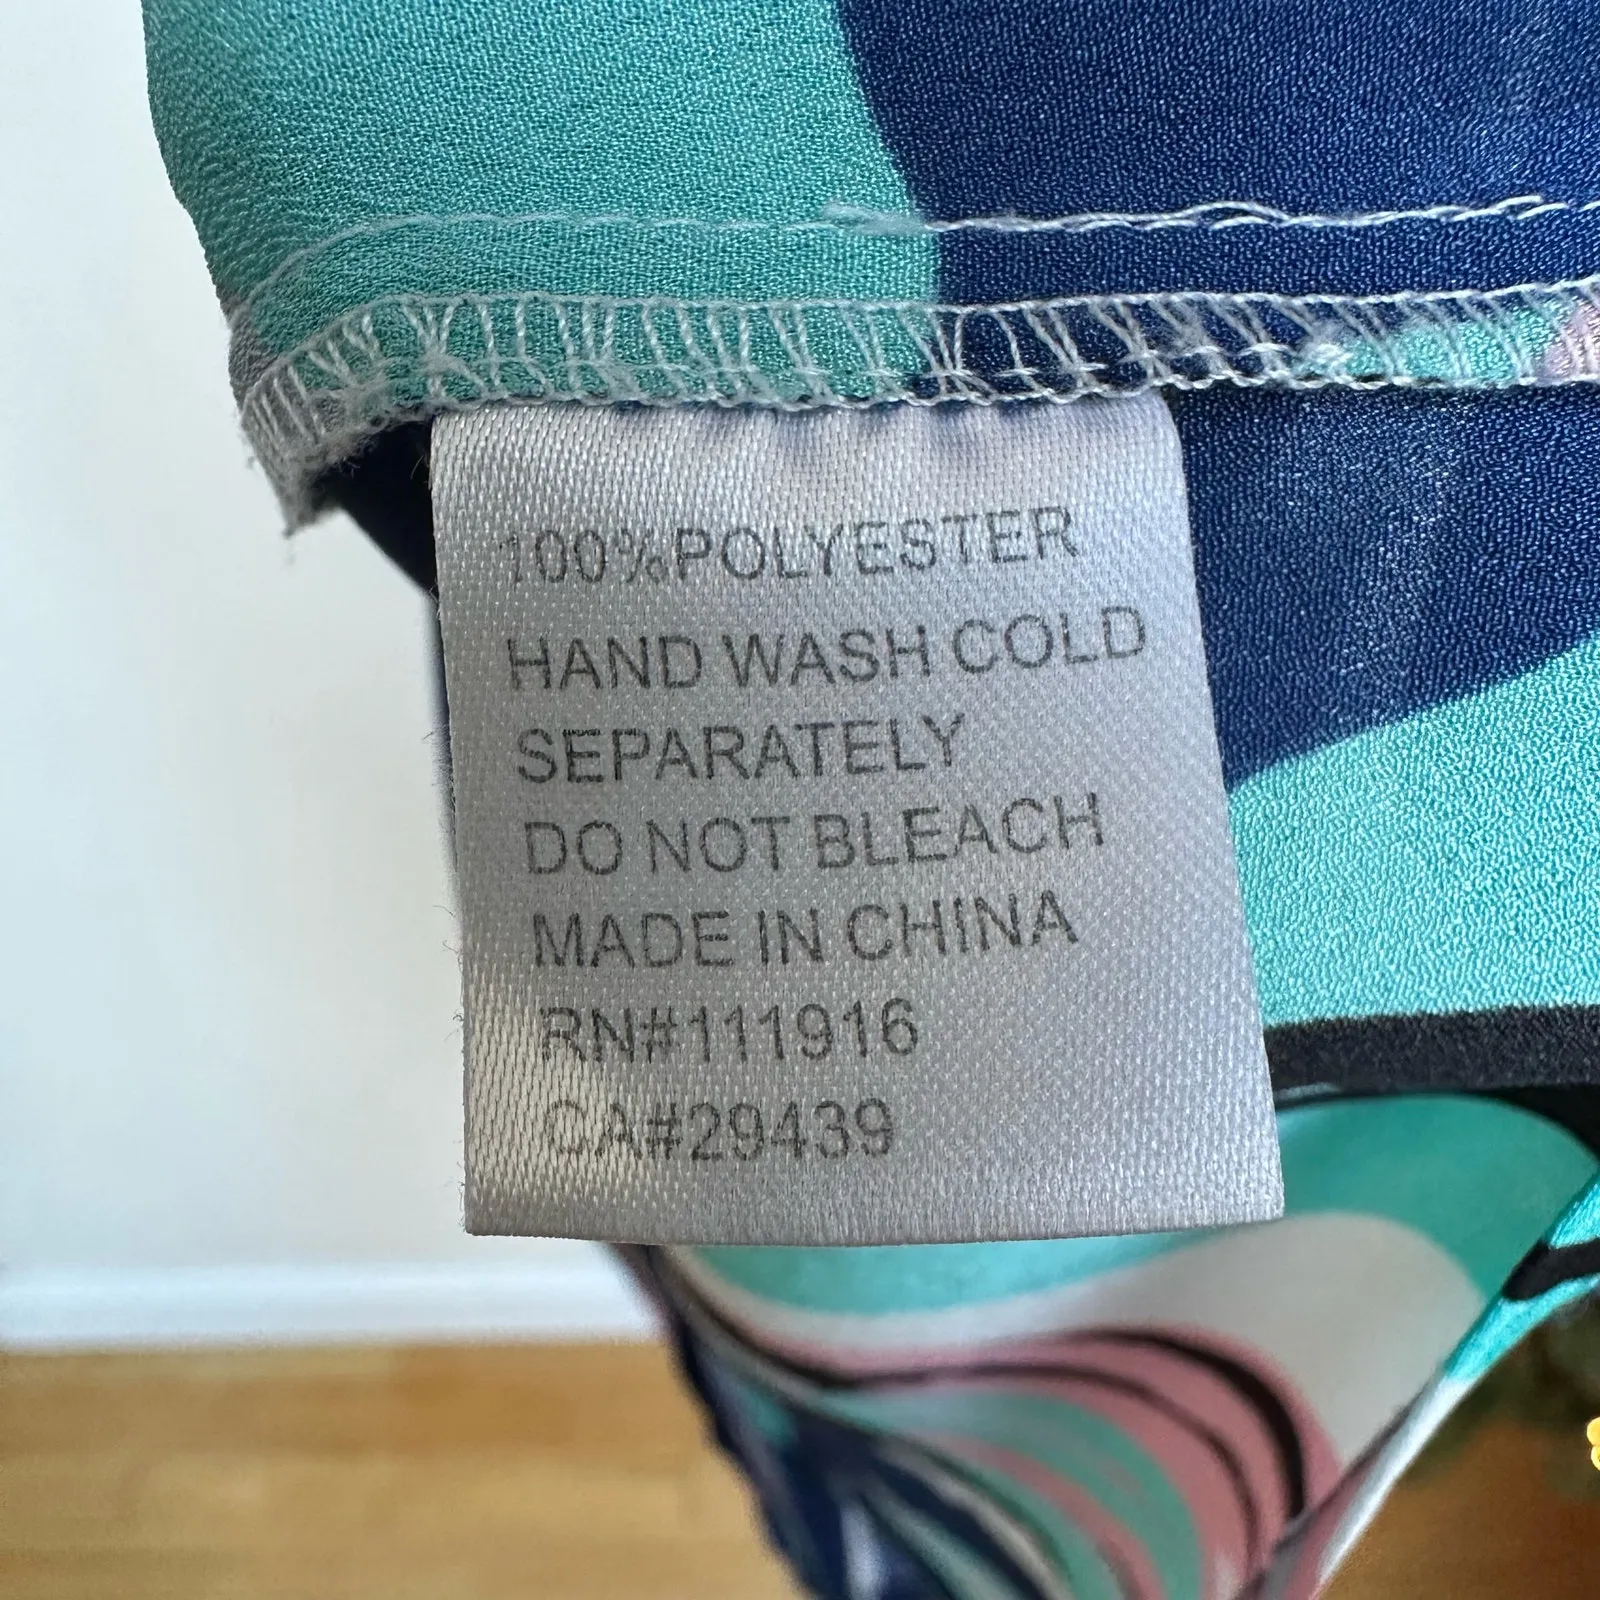 100%POLYESTER
HAND WASH COLD
SEPARATELY
DO NOT BLEACH
MADE IN CHINA
RN#111916
CA#29439